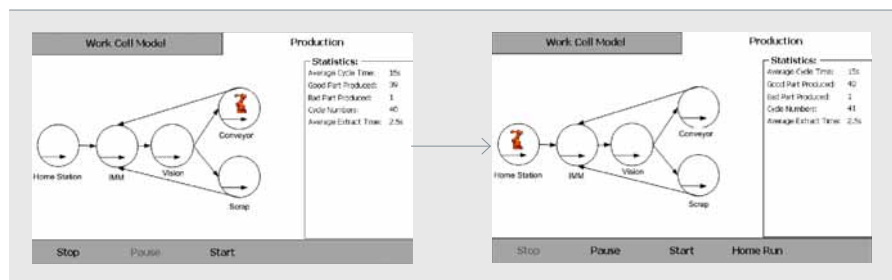 Work Cell Model
Production
Statistics:
Average Cycle Time: 15s
Good Part Produced: 39
Bad Part Produced: 1
Cycle Numbers: 40
Average Extract Time: 2.5s
Conveyor
Home Station
IMM
Vision
Scrap
Stop
Pause
Start
Work Cell Model
Production
Statistics:
Average Cycle Time: 15s
Good Part Produced: 40
Bad Part Produced: 1
Cycle Numbers: 41
Average Extract Time: 2.5s
Conveyor
Home Station
IMM
Vision
Scrap
Stop
Pause
Start
Home Run